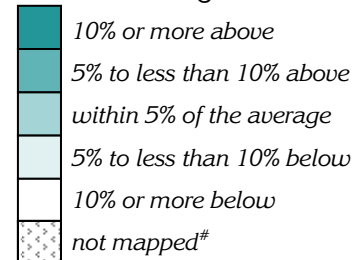 10% or more above
5% to less than 10% above
within 5% of the average
5% to less than 10% below
10% or more below
not mapped#